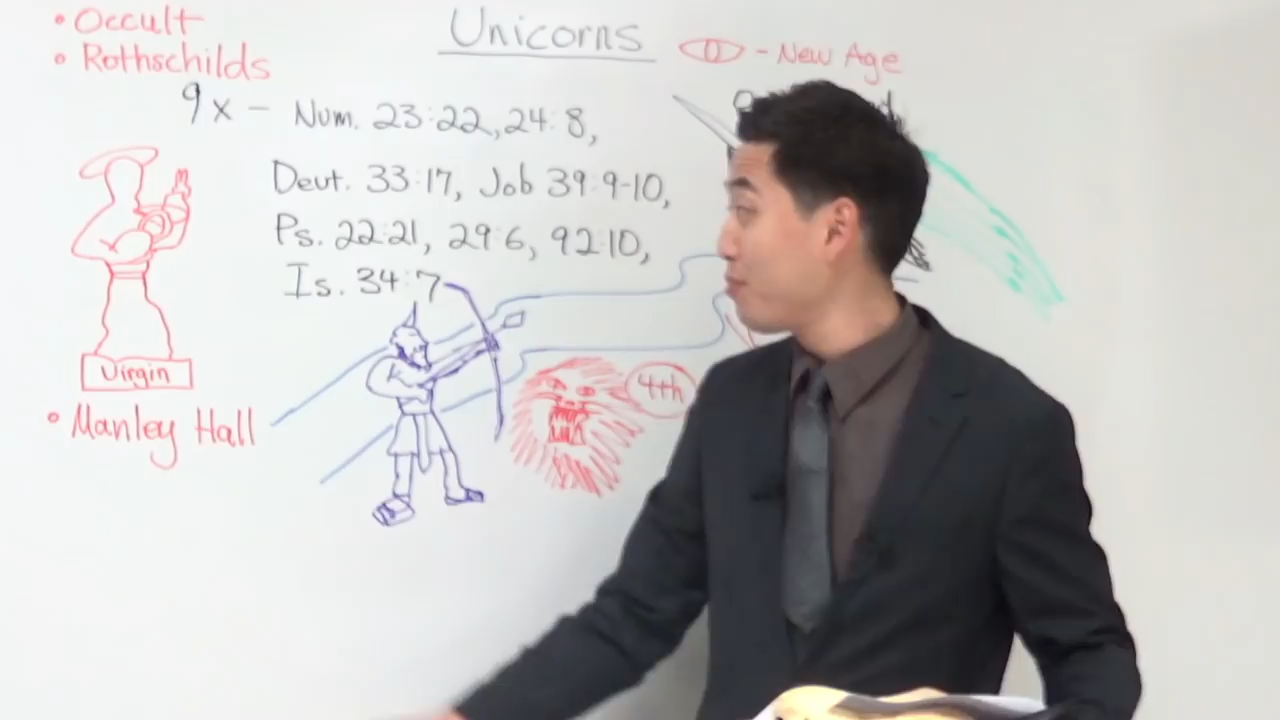 • Occult
Unicorns
• Rothschilds
- New Age
9x - Num. 23:22, 24:8,
Deut. 33:17, Job 39:9-10,
Ps. 22:21, 29:6, 92:10,
Is. 34:7
Virgin
4th
• Manley Hall